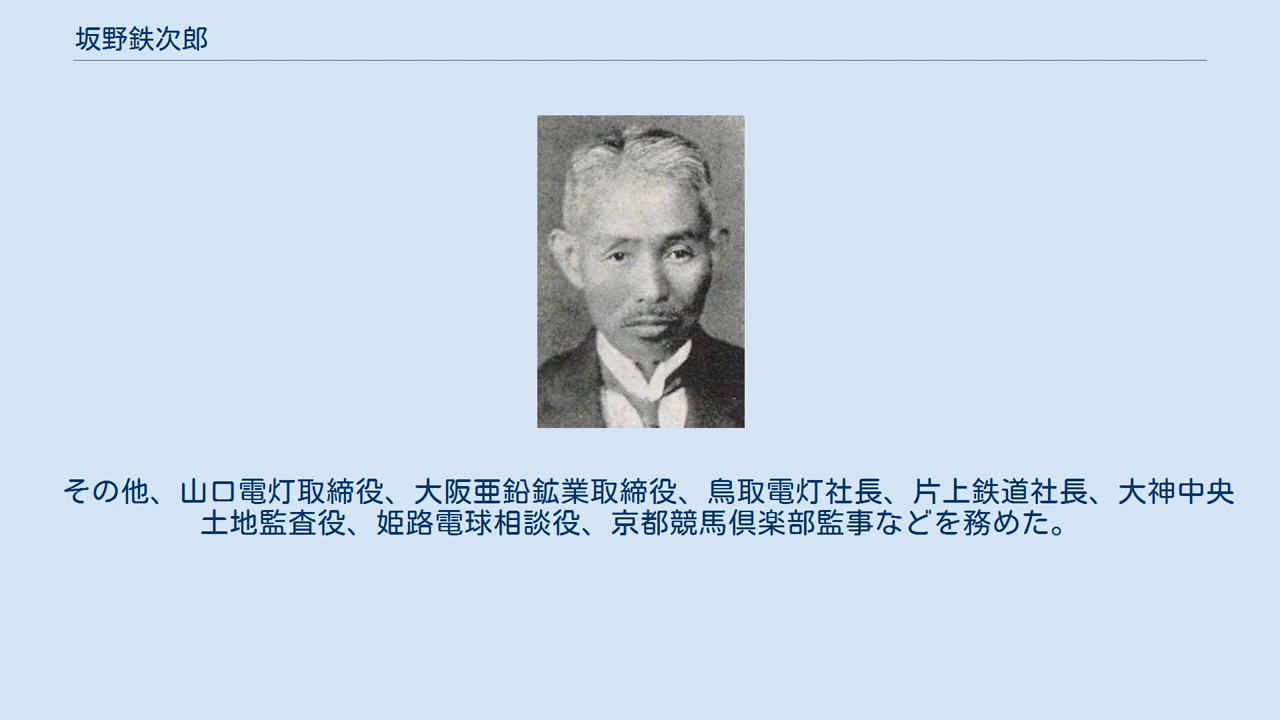 坂野鉄次郎
その他、山口電灯取締役、大阪亜鉛鉱業取締役、鳥取電灯社長、片上鉄道社長、大神中央
土地監査役、姫路電球相談役、京都競馬倶楽部監事などを務めた。